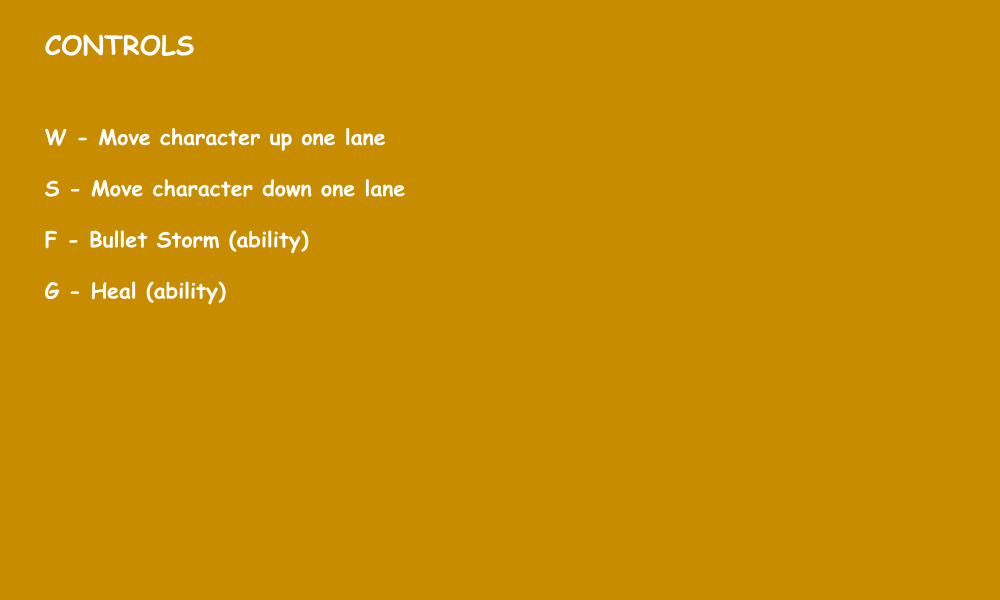 CONTROLS
W - Move character up one lane
S - Move character down one lane
F - Bullet Storm (ability)
G - Heal (ability)